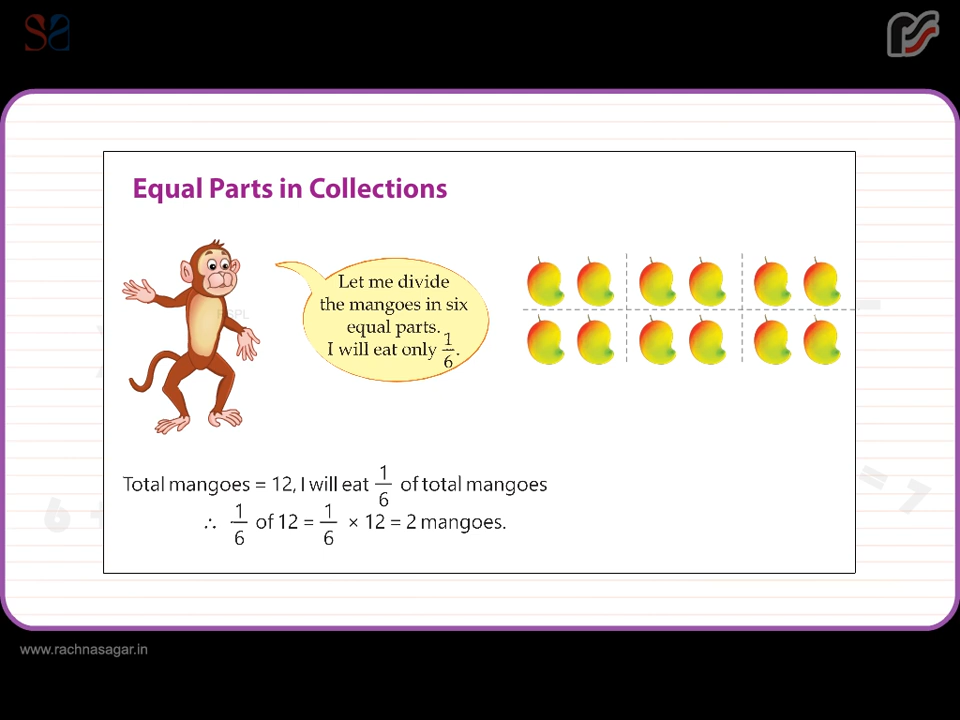 Equal Parts in Collections
Let me divide
the mangoes in six
equal parts.
I will eat only 1/6.
Total mangoes = 12, I will eat 1/6 of total mangoes
∴ 1/6 of 12 = 1/6 × 12 = 2 mangoes.
6
= 7
www.rachnasagar.in